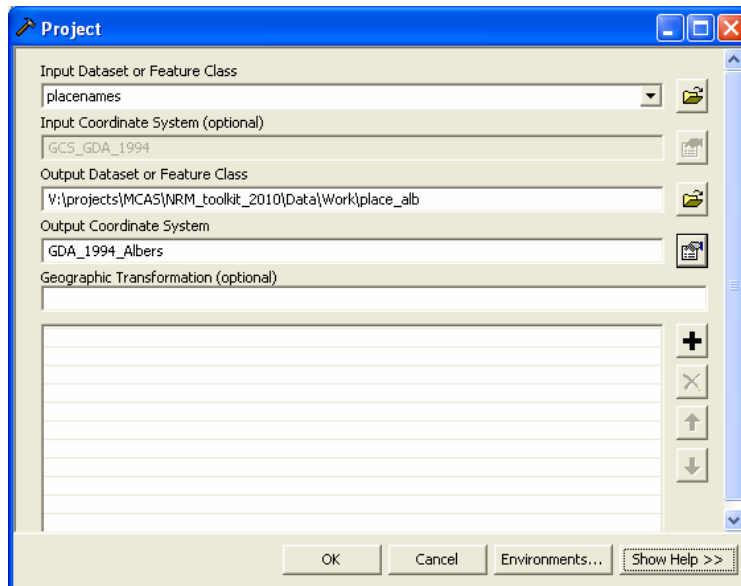 Project
Input Dataset or Feature Class
placenames
Input Coordinate System (optional)
GCS_GDA_1994
Output Dataset or Feature Class
V:\projects\MCAS\NRM_toolkit_2010\Data\Work\place_alb
Output Coordinate System
GDA_1994_Albers
Geographic Transformation (optional)
OK Cancel Environments... Show Help >>